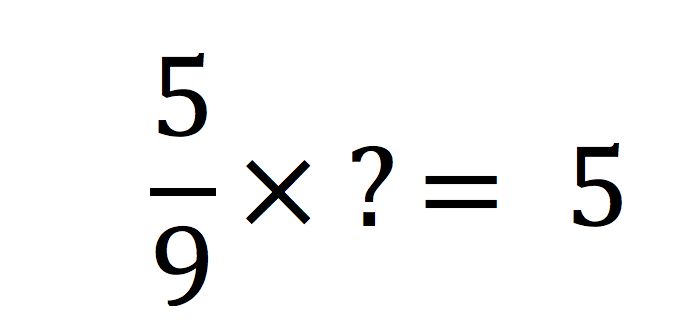 5/9 × ? = 5